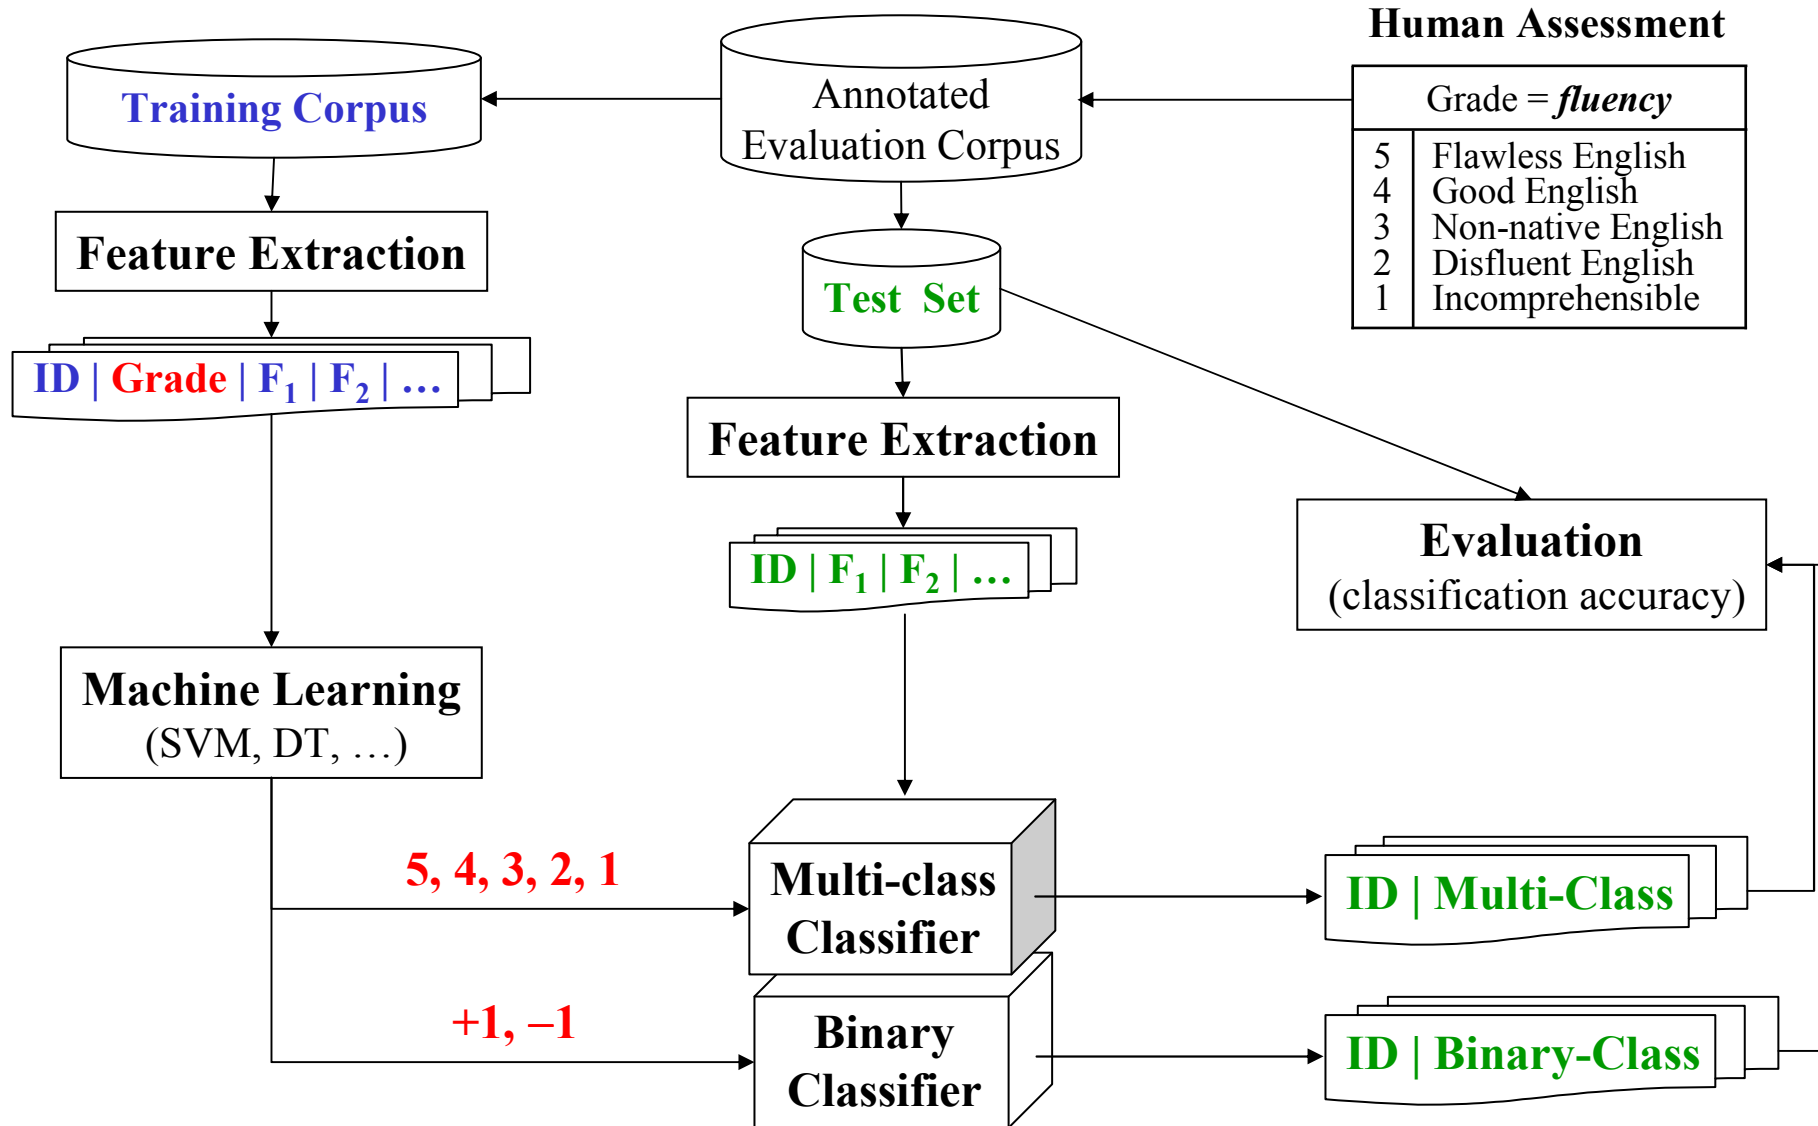 Human Assessment
Training Corpus
Annotated
Evaluation Corpus
Grade = fluency
5 Flawless English
4 Good English
3 Non-native English
2 Disfluent English
1 Incomprehensible
Feature Extraction
Test Set
ID | Grade | F₁ | F₂ | …
Feature Extraction
ID | F₁ | F₂ | …
Evaluation
(classification accuracy)
Machine Learning
(SVM, DT, …)
5, 4, 3, 2, 1
Multi-class
Classifier
ID | Multi-Class
+1, –1
Binary
Classifier
ID | Binary-Class